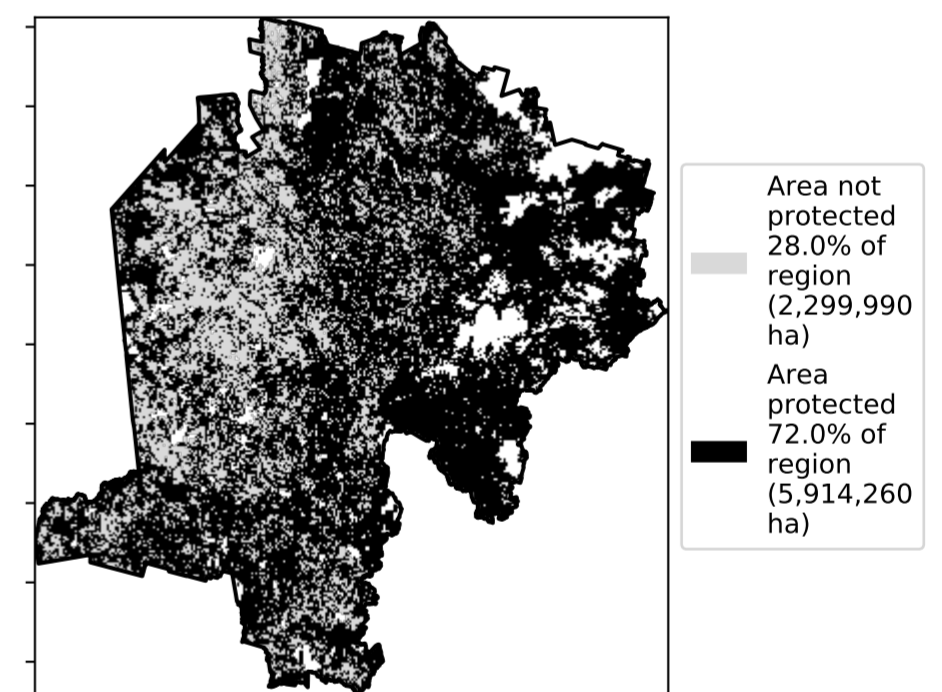 Area not
protected
28.0% of
region
(2,299,990
ha)
Area
protected
72.0% of
region
(5,914,260
ha)